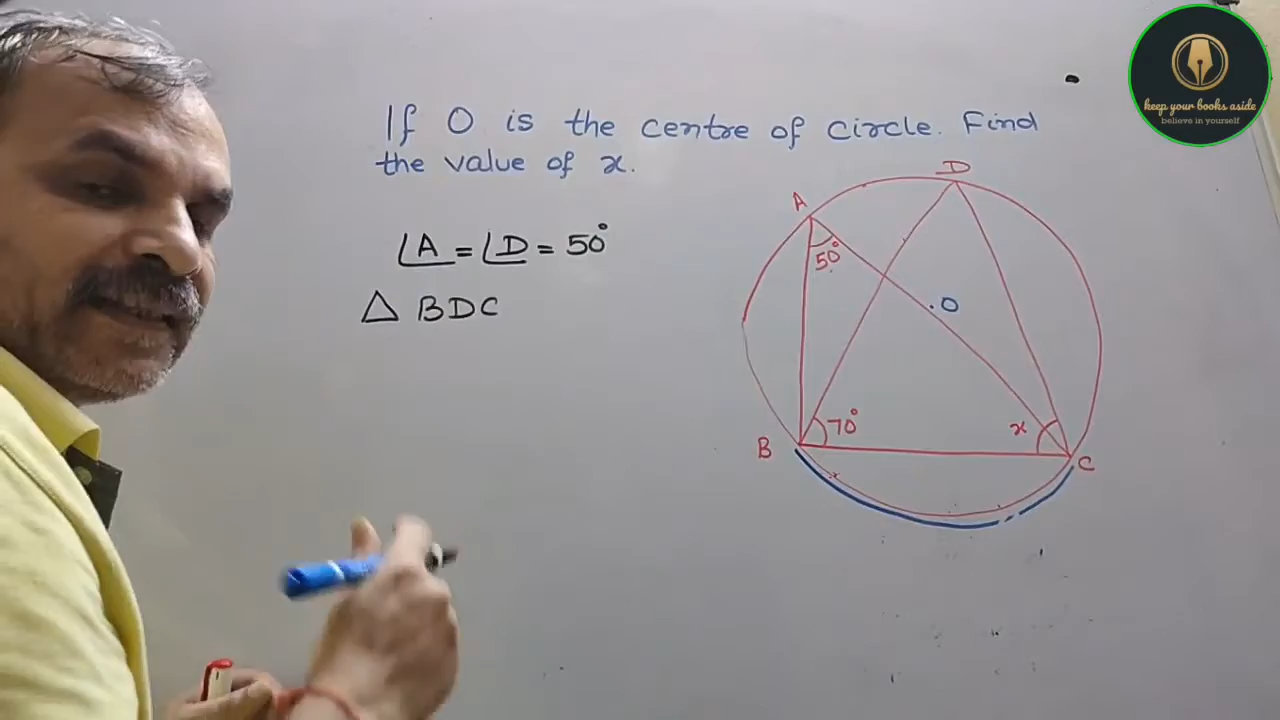 keep your books aside
believe in yourself
If O is the centre of circle. Find
the value of x.
∠A = ∠D = 50°
△ BDC
D
A
50°
O
70°
x
B
C